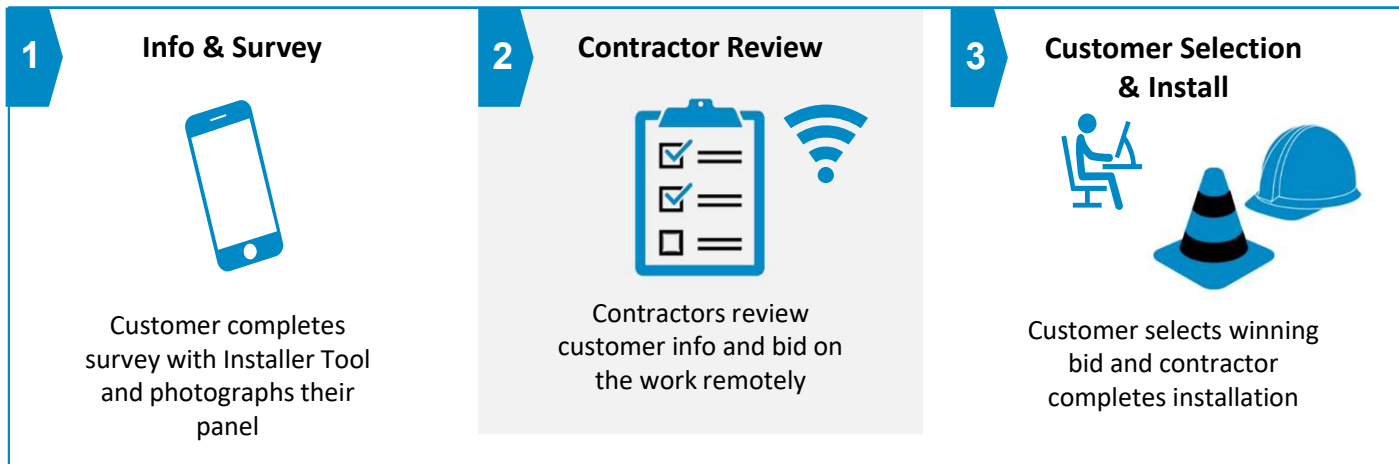 1
Info & Survey
Customer completes
survey with Installer Tool
and photographs their
panel
2
Contractor Review
Contractors review
customer info and bid on
the work remotely
3
Customer Selection
& Install
Customer selects winning
bid and contractor
completes installation